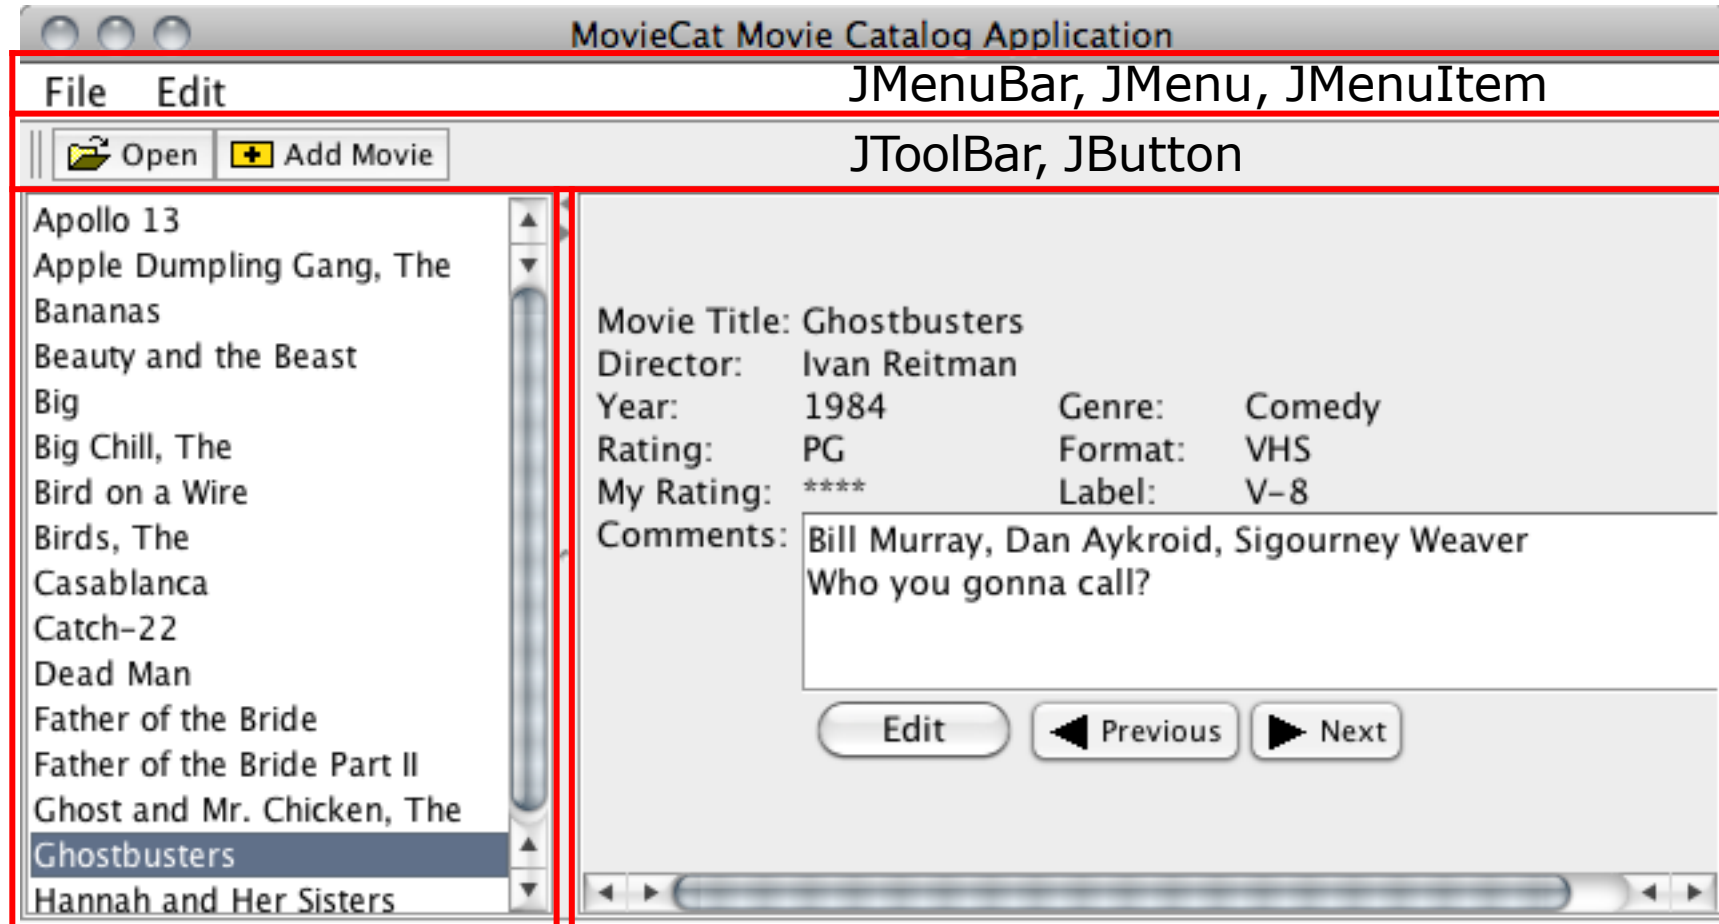 MovieCat Movie Catalog Application
File Edit JMenuBar, JMenu, JMenuItem
Open Add Movie JToolBar, JButton
Apollo 13
Apple Dumpling Gang, The
Bananas
Beauty and the Beast
Big
Big Chill, The
Bird on a Wire
Birds, The
Casablanca
Catch-22
Dead Man
Father of the Bride
Father of the Bride Part II
Ghost and Mr. Chicken, The
Ghostbusters
Hannah and Her Sisters
Movie Title: Ghostbusters
Director: Ivan Reitman
Year: 1984 Genre: Comedy
Rating: PG Format: VHS
My Rating: **** Label: V-8
Comments: Bill Murray, Dan Aykroid, Sigourney Weaver
Who you gonna call?
Edit Previous Next